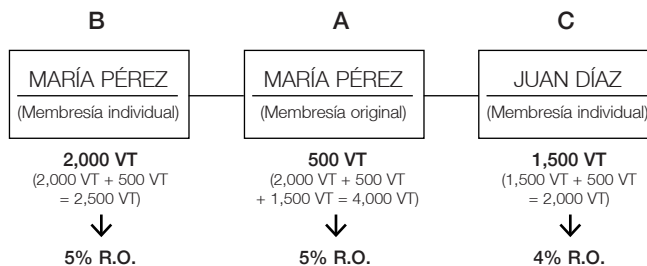 B
MARÍA PÉREZ
(Membresía individual)
2,000 VT
(2,000 VT + 500 VT
= 2,500 VT)
5% R.O.
A
MARÍA PÉREZ
(Membresía original)
500 VT
(2,000 VT + 500 VT
+ 1,500 VT = 4,000 VT)
5% R.O.
C
JUAN DÍAZ
(Membresía individual)
1,500 VT
(1,500 VT + 500 VT
= 2,000 VT)
4% R.O.